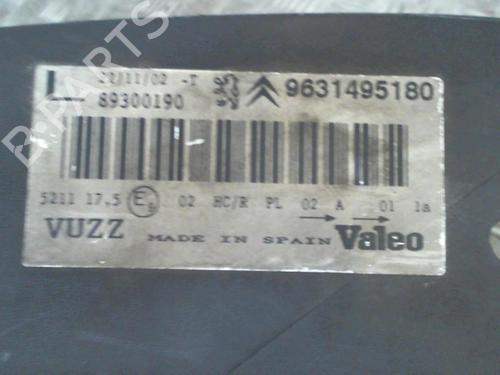 22/11/02 -T
89300190
9631495180
5211 17,5 E 02 HC/R PL 02 A 01 1a
VUZZ MADE IN SPAIN Valeo
B PARTS